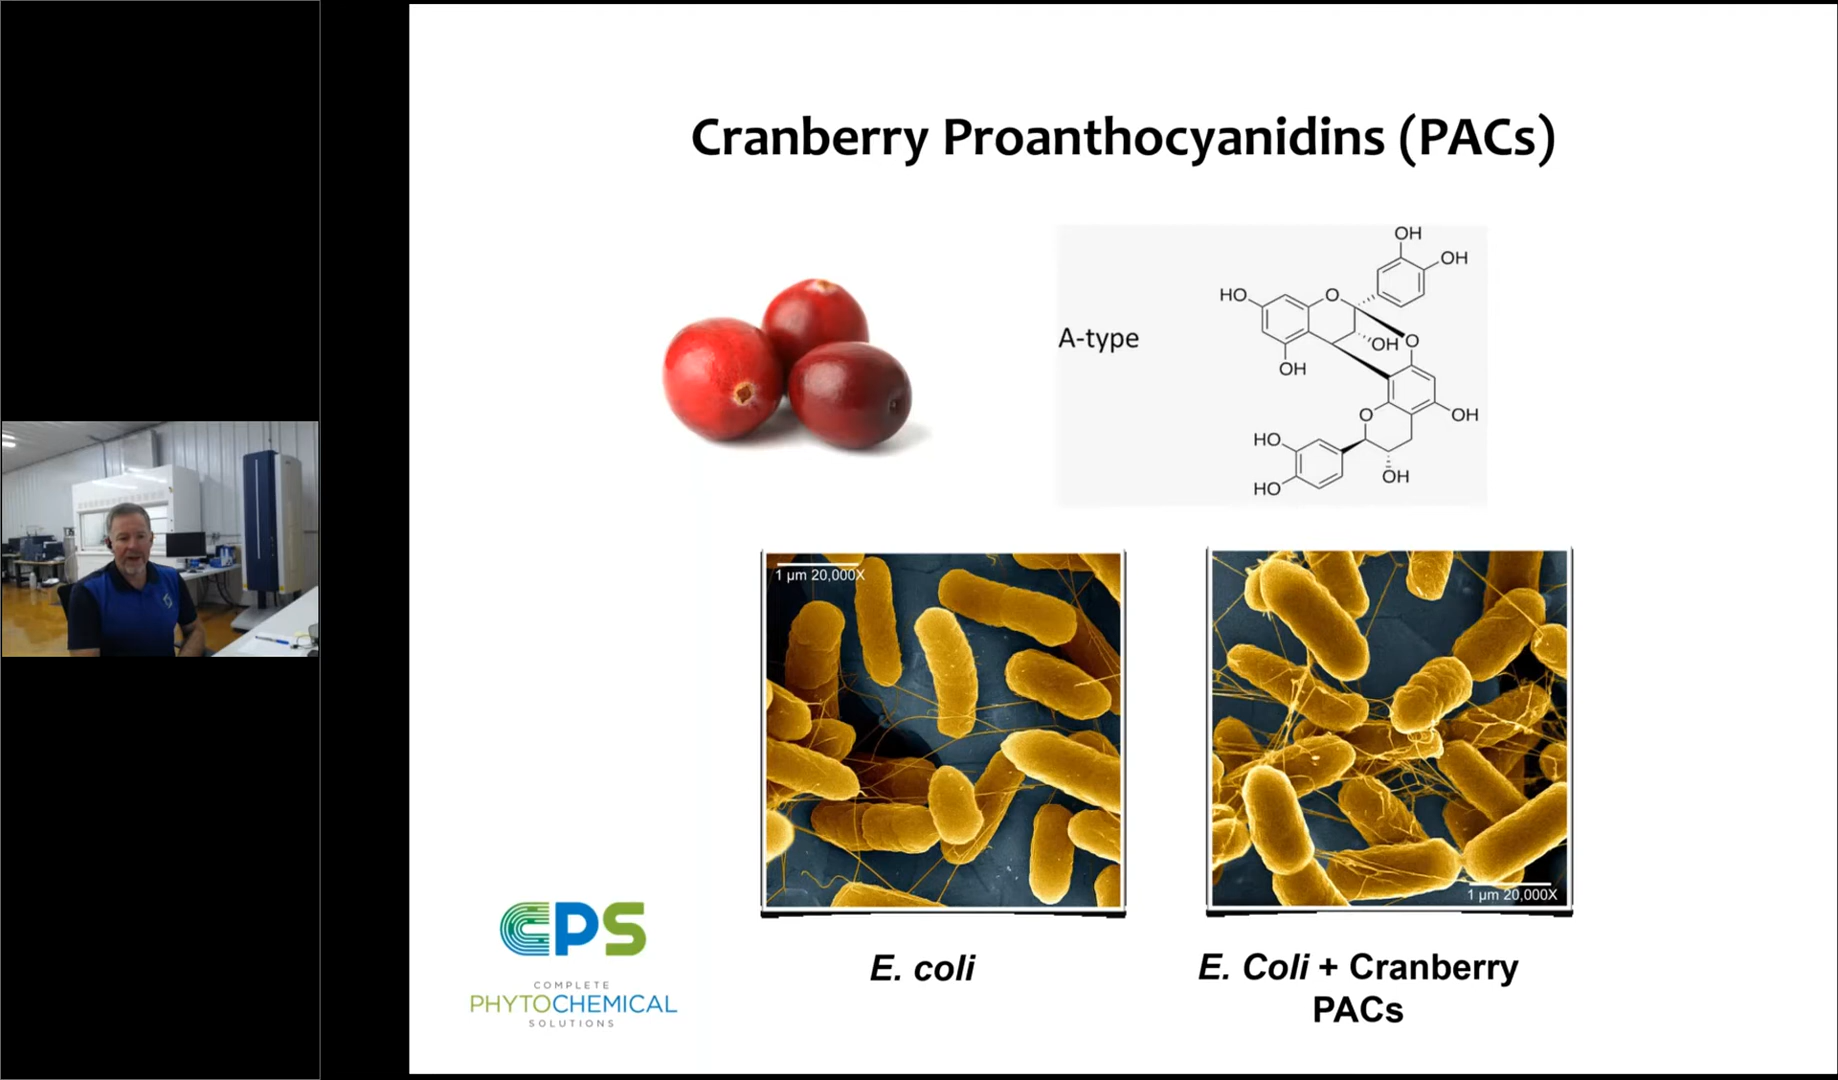 Cranberry Proanthocyanidins (PACs)
OH
OH
HO
O
A-type
OH
O
OH
O
OH
HO
OH
HO
1 µm 20,000X
1 µm 20,000X
E. coli
E. Coli + Cranberry
PACs
CPS
COMPLETE
PHYTOCHEMICAL
SOLUTIONS